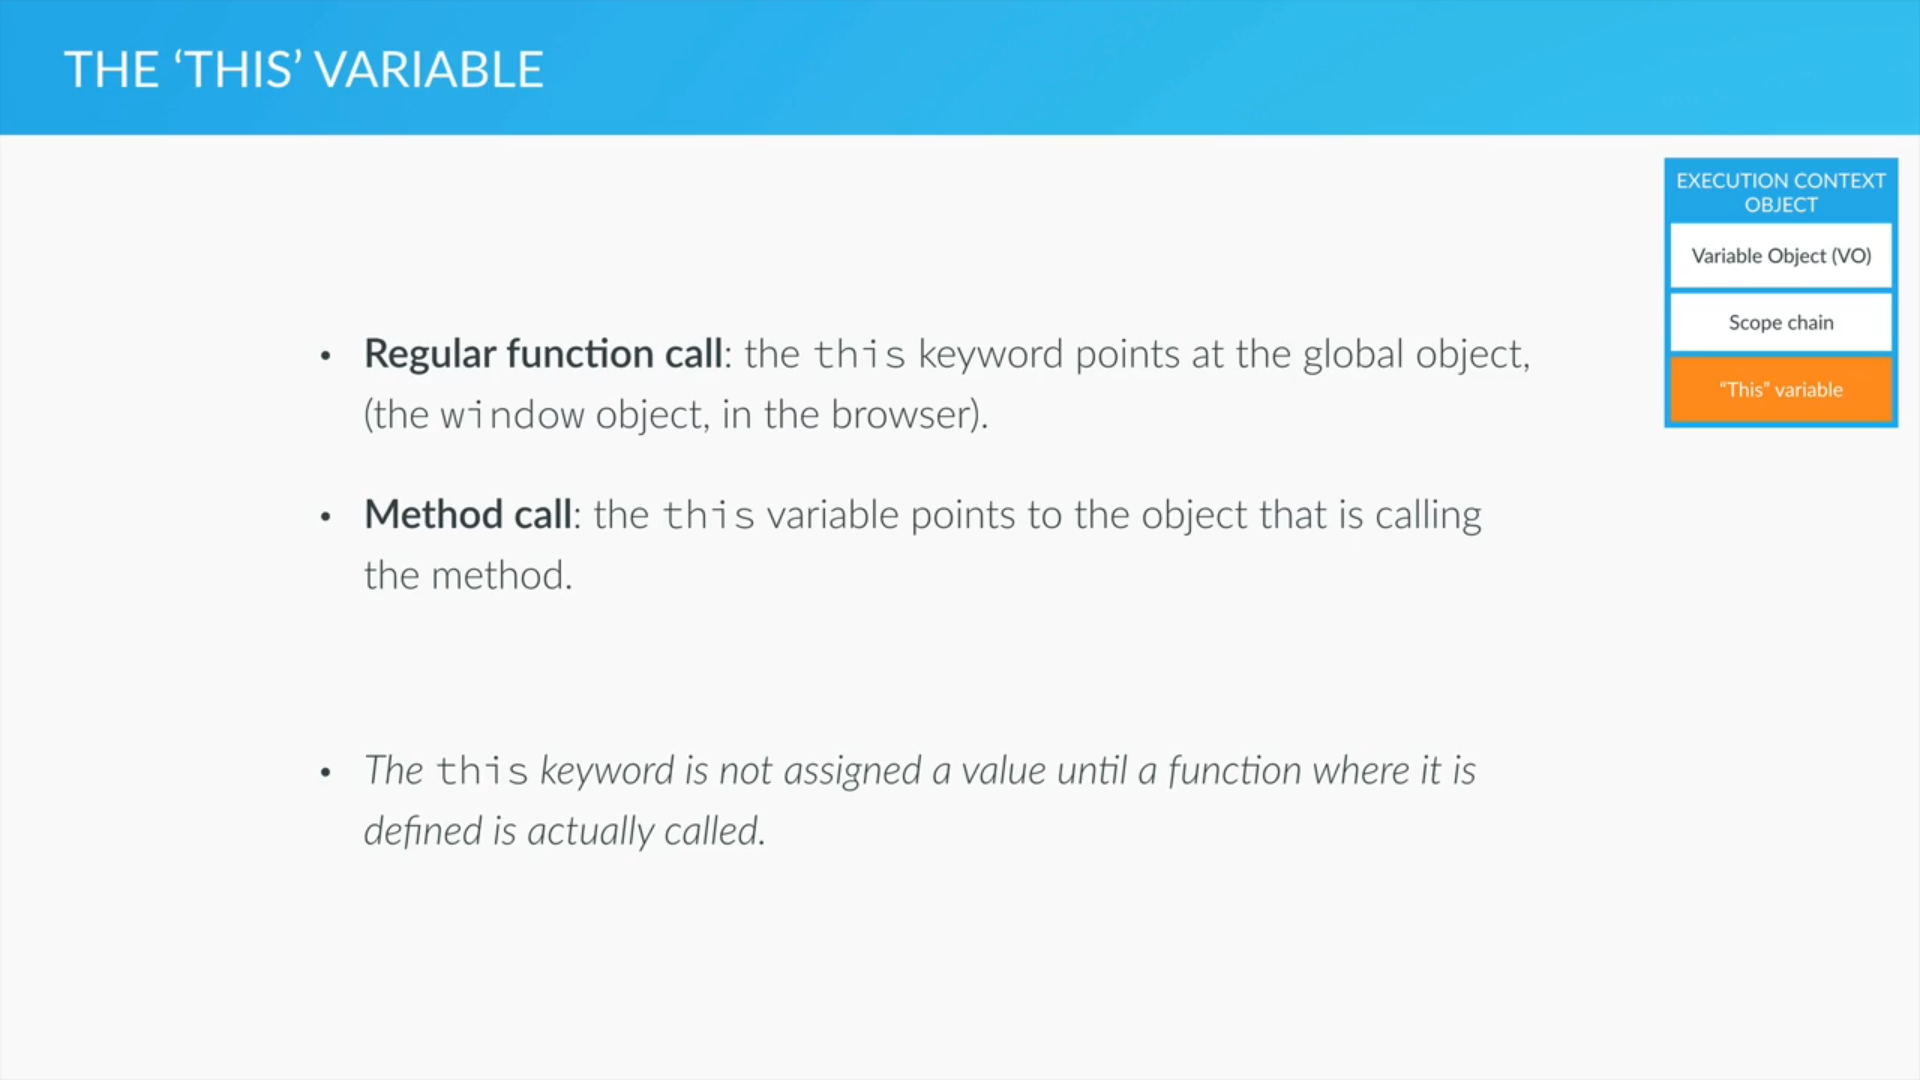 THE ‘THIS’ VARIABLE
EXECUTION CONTEXT
OBJECT
Variable Object (VO)
Scope chain
“This” variable
• Regular function call: the this keyword points at the global object,
(the window object, in the browser).
• Method call: the this variable points to the object that is calling
the method.
• The this keyword is not assigned a value until a function where it is
defined is actually called.